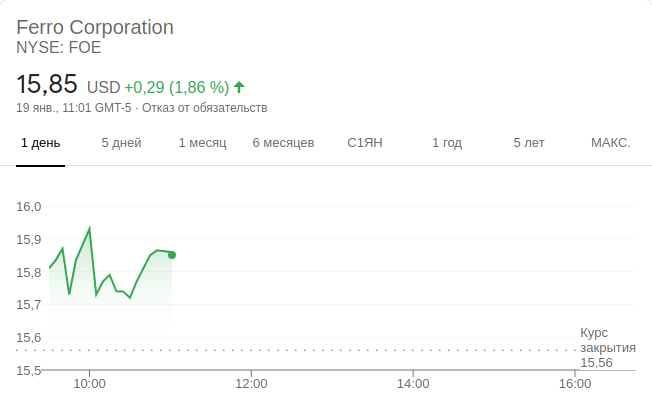 Ferro Corporation
NYSE: FOE
15,85 USD +0,29 (1,86 %)
19 янв., 11:01 GMT-5 · Отказ от обязательств
1 день 5 дней 1 месяц 6 месяцев С1ЯН 1 год 5 лет МАКС.
16,0
15,9
15,8
15,7
15,6
15,5
Курс
закрытия
15,56
10:00 12:00 14:00 16:00